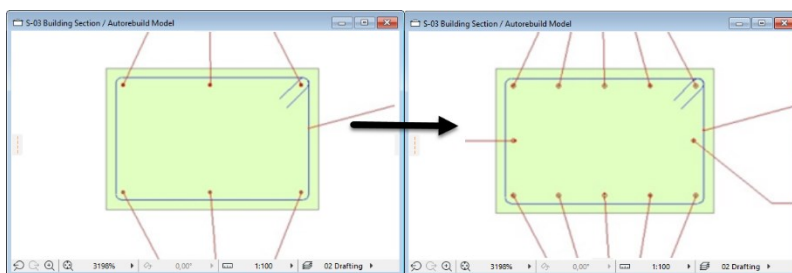 S-03 Building Section / Autorebuild Model
S-03 Building Section / Autorebuild Model
3198% 0,00° 1:100 02 Drafting
3198% 0,00° 1:100 02 Drafting